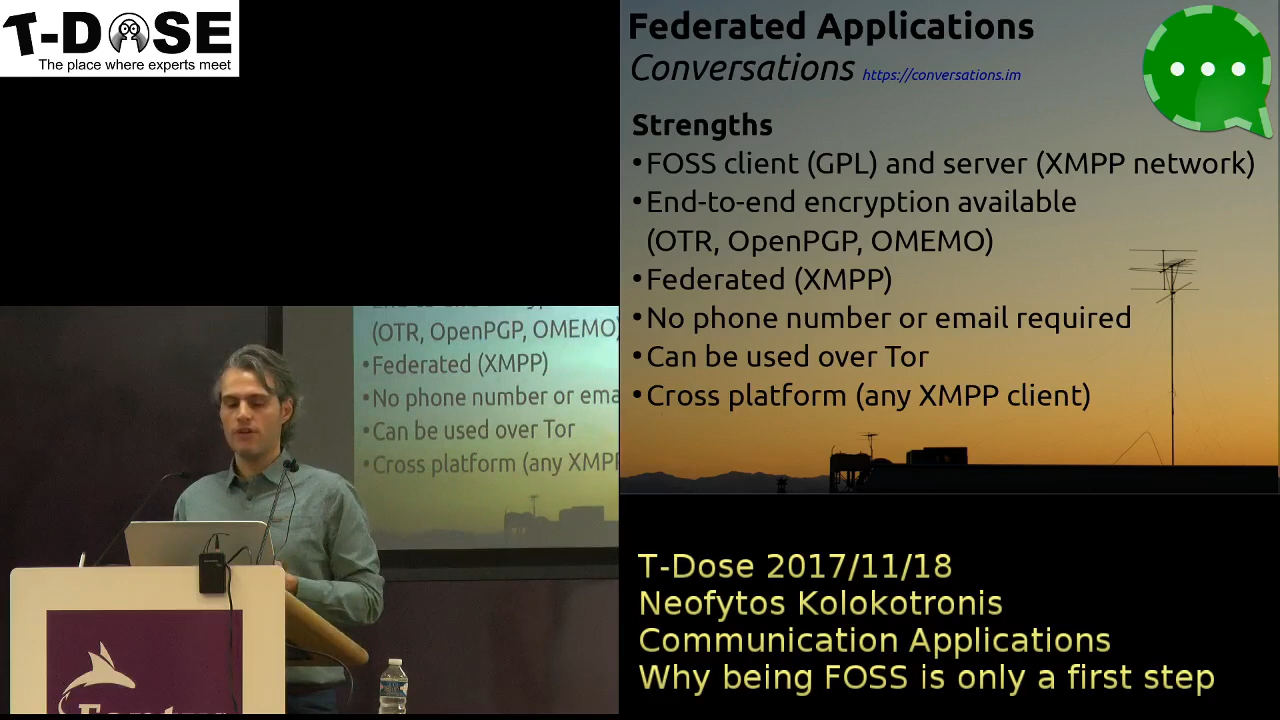 T-DOSE
The place where experts meet
Federated Applications
Conversations https://conversations.im
Strengths
•FOSS client (GPL) and server (XMPP network)
•End-to-end encryption available
(OTR, OpenPGP, OMEMO)
•Federated (XMPP)
•No phone number or email required
•Can be used over Tor
•Cross platform (any XMPP client)
(OTR, OpenPGP, OMEMO)
•Federated (XMPP)
•No phone number or ema
•Can be used over Tor
•Cross platform (any XMPP
T-Dose 2017/11/18
Neofytos Kolokotronis
Communication Applications
Why being FOSS is only a first step